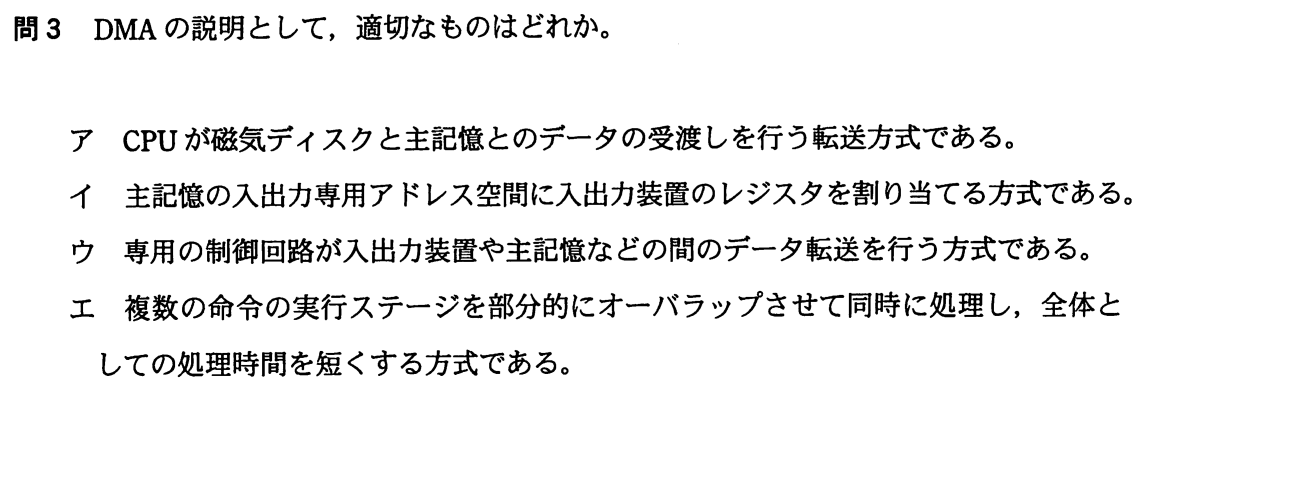 問3 DMAの説明として，適切なものはどれか。
ア CPUが磁気ディスクと主記憶とのデータの受渡しを行う転送方式である。
イ 主記憶の入出力専用アドレス空間に入出力装置のレジスタを割り当てる方式である。
ウ 専用の制御回路が入出力装置や主記憶などの間のデータ転送を行う方式である。
エ 複数の命令の実行ステージを部分的にオーバラップさせて同時に処理し，全体と
しての処理時間を短くする方式である。